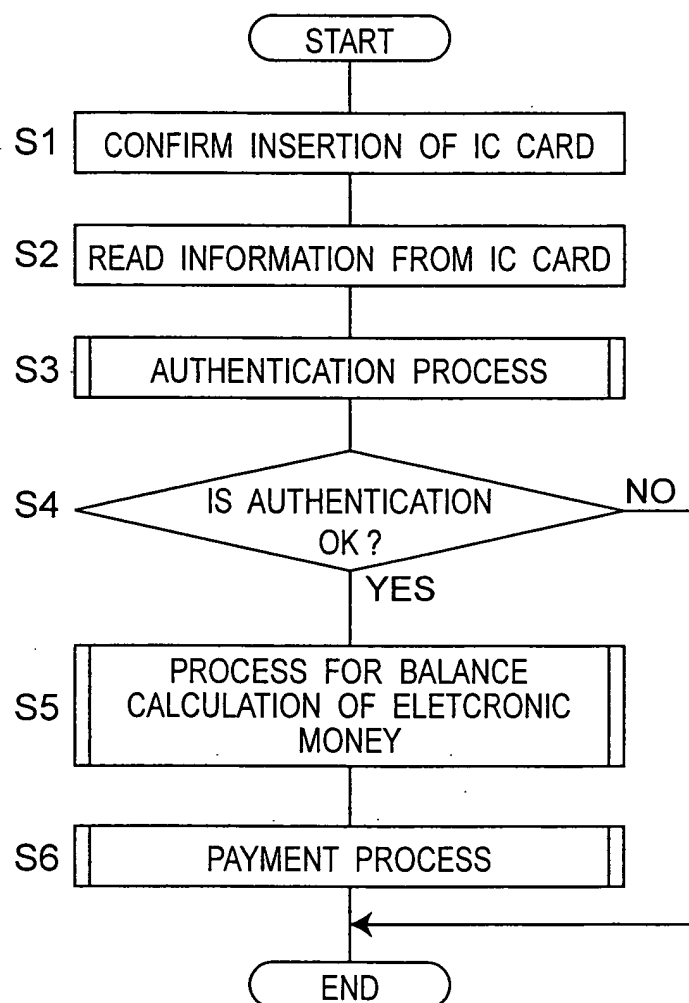 START
S1 CONFIRM INSERTION OF IC CARD
S2 READ INFORMATION FROM IC CARD
S3 AUTHENTICATION PROCESS
S4 IS AUTHENTICATION NO
OK?
YES
PROCESS FOR BALANCE
S5 CALCULATION OF ELETCRONIC
MONEY
S6 PAYMENT PROCESS
END